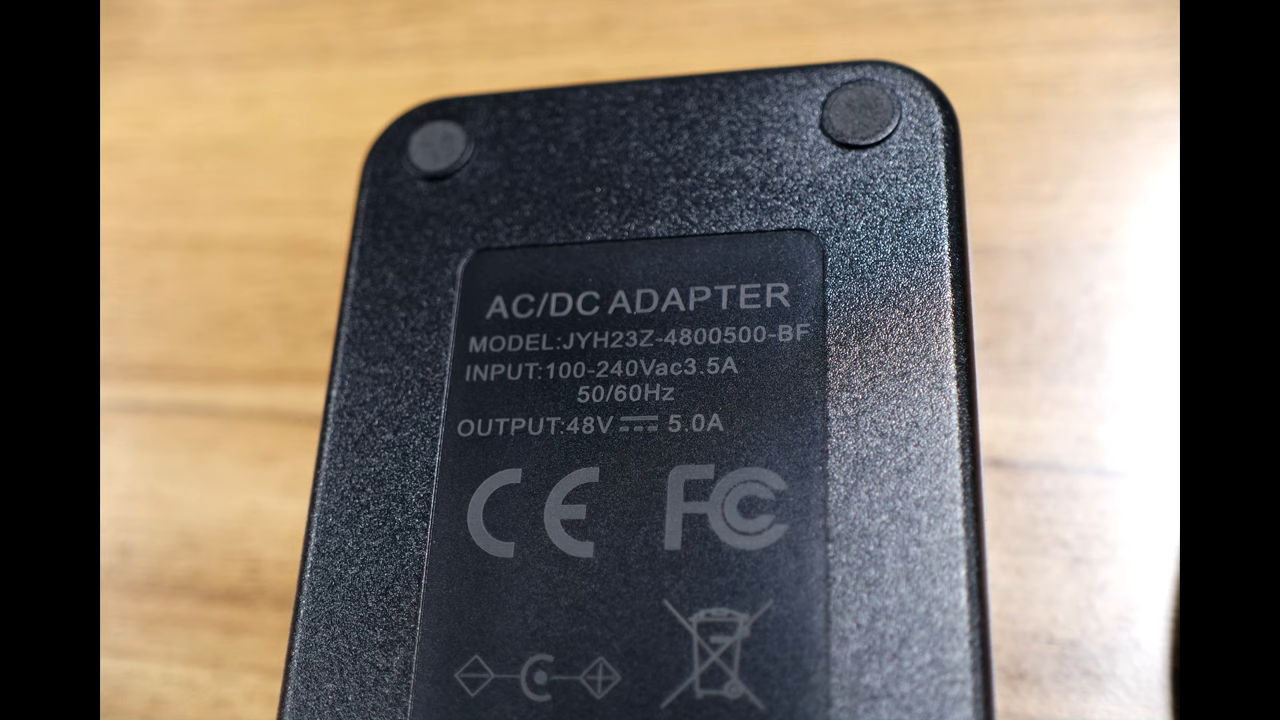 AC/DC ADAPTER
MODEL:JYH23Z-4800500-BF
INPUT:100-240Vac3.5A
50/60Hz
OUTPUT:48V⎓5.0A
CE FC